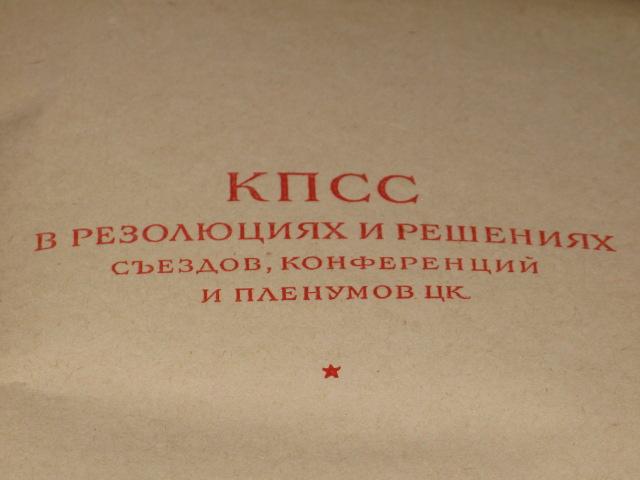 КПСС
В РЕЗОЛЮЦИЯХ И РЕШЕНИЯХ
СЪЕЗДОВ, КОНФЕРЕНЦИЙ
И ПЛЕНУМОВ ЦК